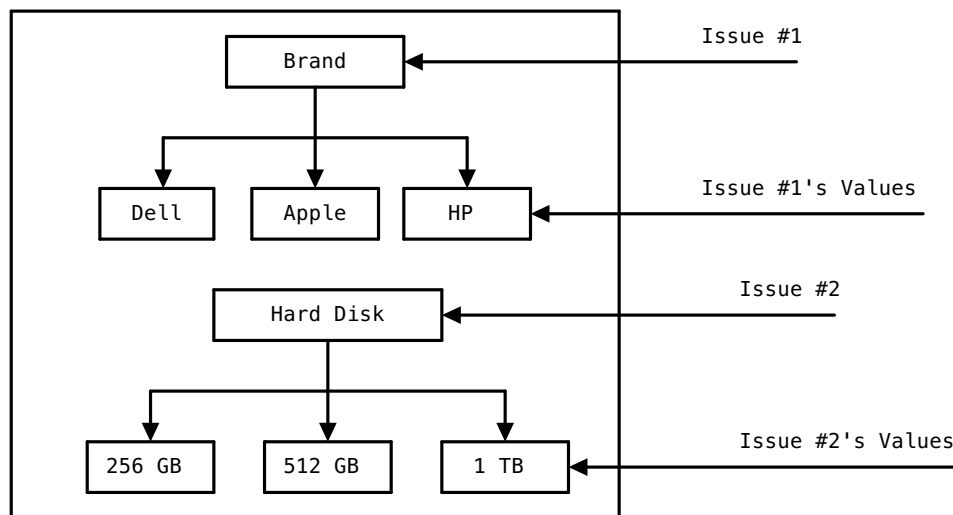 Issue #1
Brand
Issue #1's Values
Dell Apple HP
Issue #2
Hard Disk
Issue #2's Values
256 GB 512 GB 1 TB